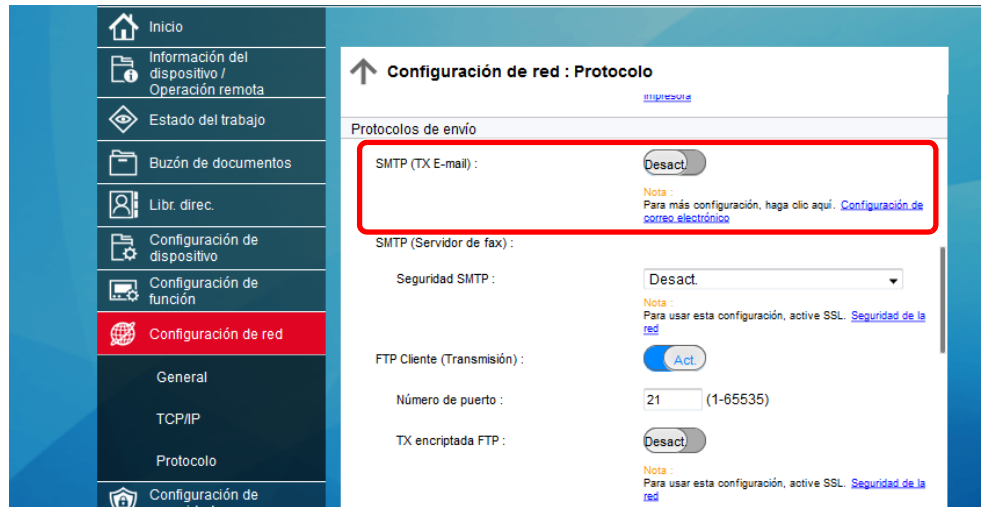 Inicio
Información del
dispositivo /
Operación remota
Estado del trabajo
Buzón de documentos
Libr. direc.
Configuración de
dispositivo
Configuración de
función
Configuración de red
General
TCP/IP
Protocolo
Configuración de
Configuración de red : Protocolo
impresora
Protocolos de envío
SMTP (TX E-mail) :
Desact.
Nota :
Para más configuración, haga clic aquí. Configuración de
correo electrónico
SMTP (Servidor de fax) :
Seguridad SMTP :
Desact.
Nota :
Para usar esta configuración, active SSL. Seguridad de la
red
FTP Cliente (Transmisión) :
Act.
Número de puerto :
21 (1-65535)
TX encriptada FTP :
Desact.
Nota :
Para usar esta configuración, active SSL. Seguridad de la
red